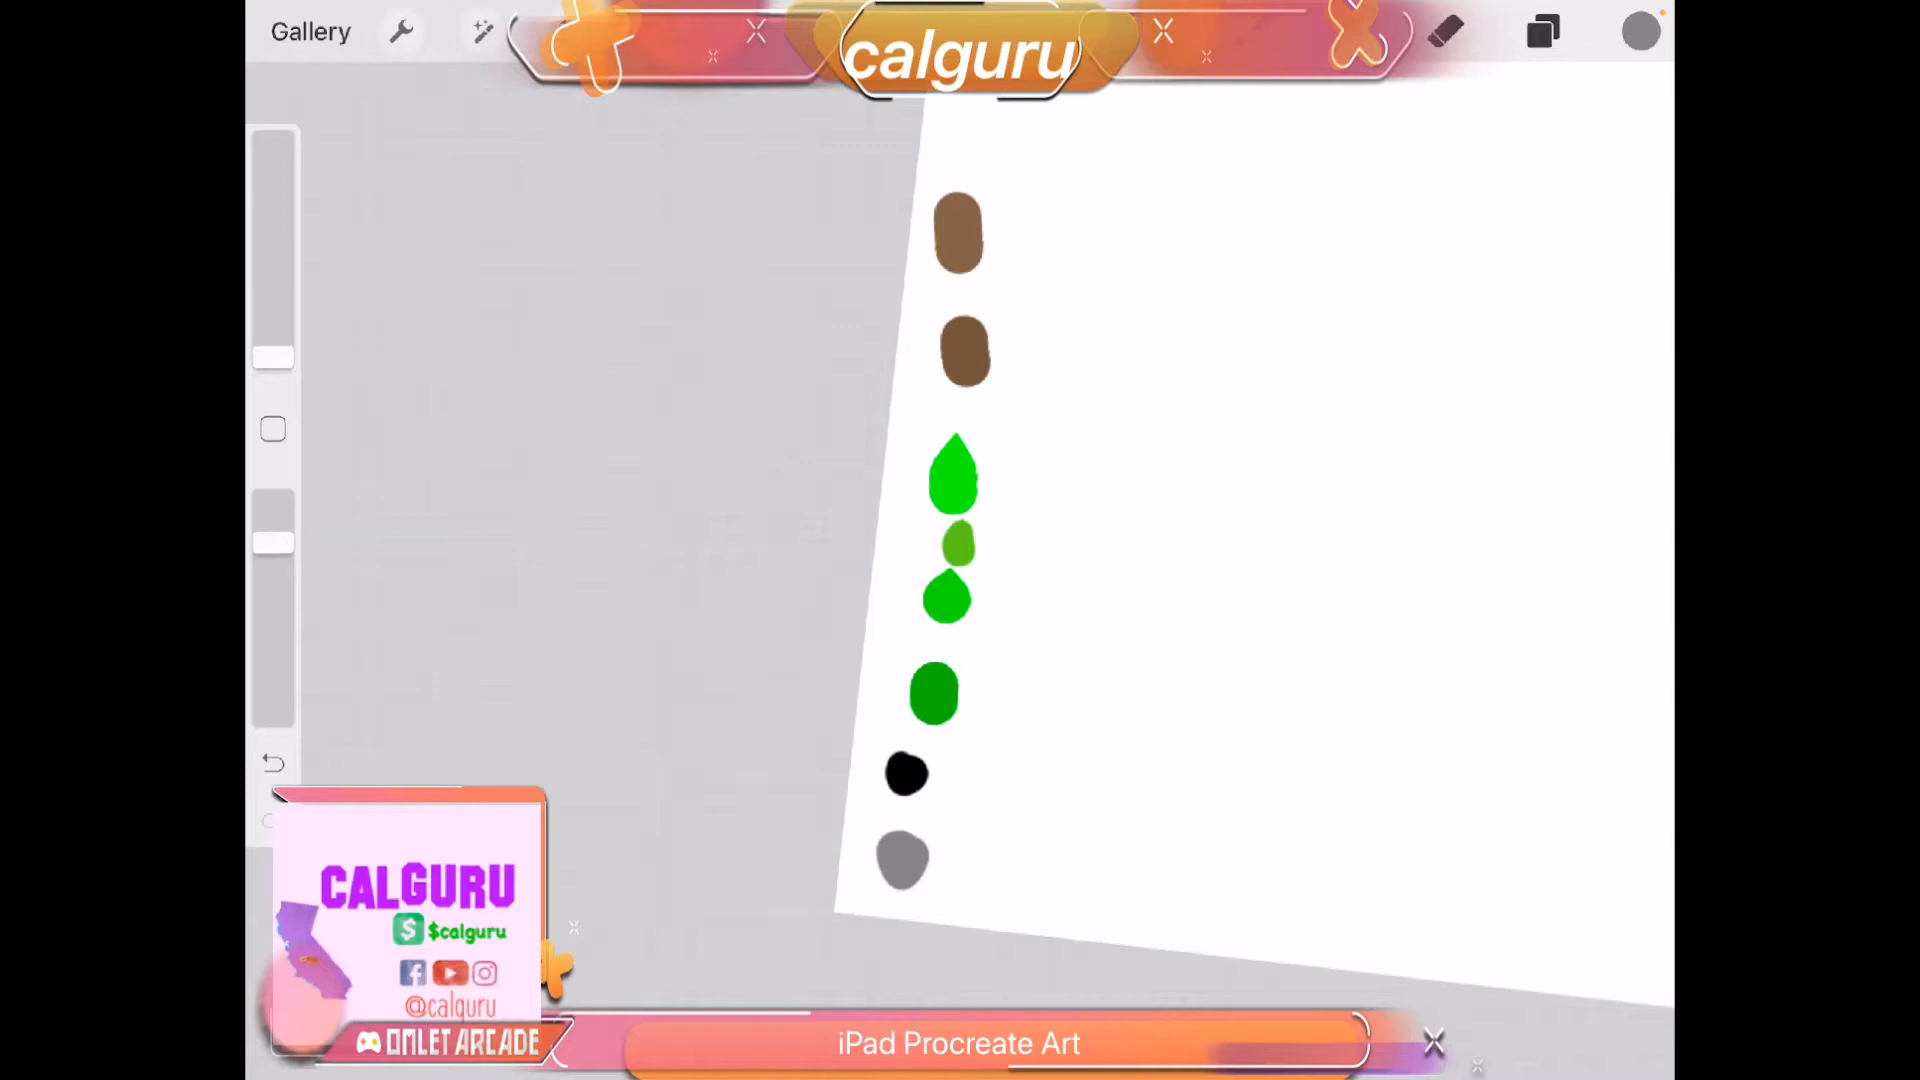 Gallery
calguru
CALGURU
$ $calguru
@calguru
OMLET ARCADE
iPad Procreate Art